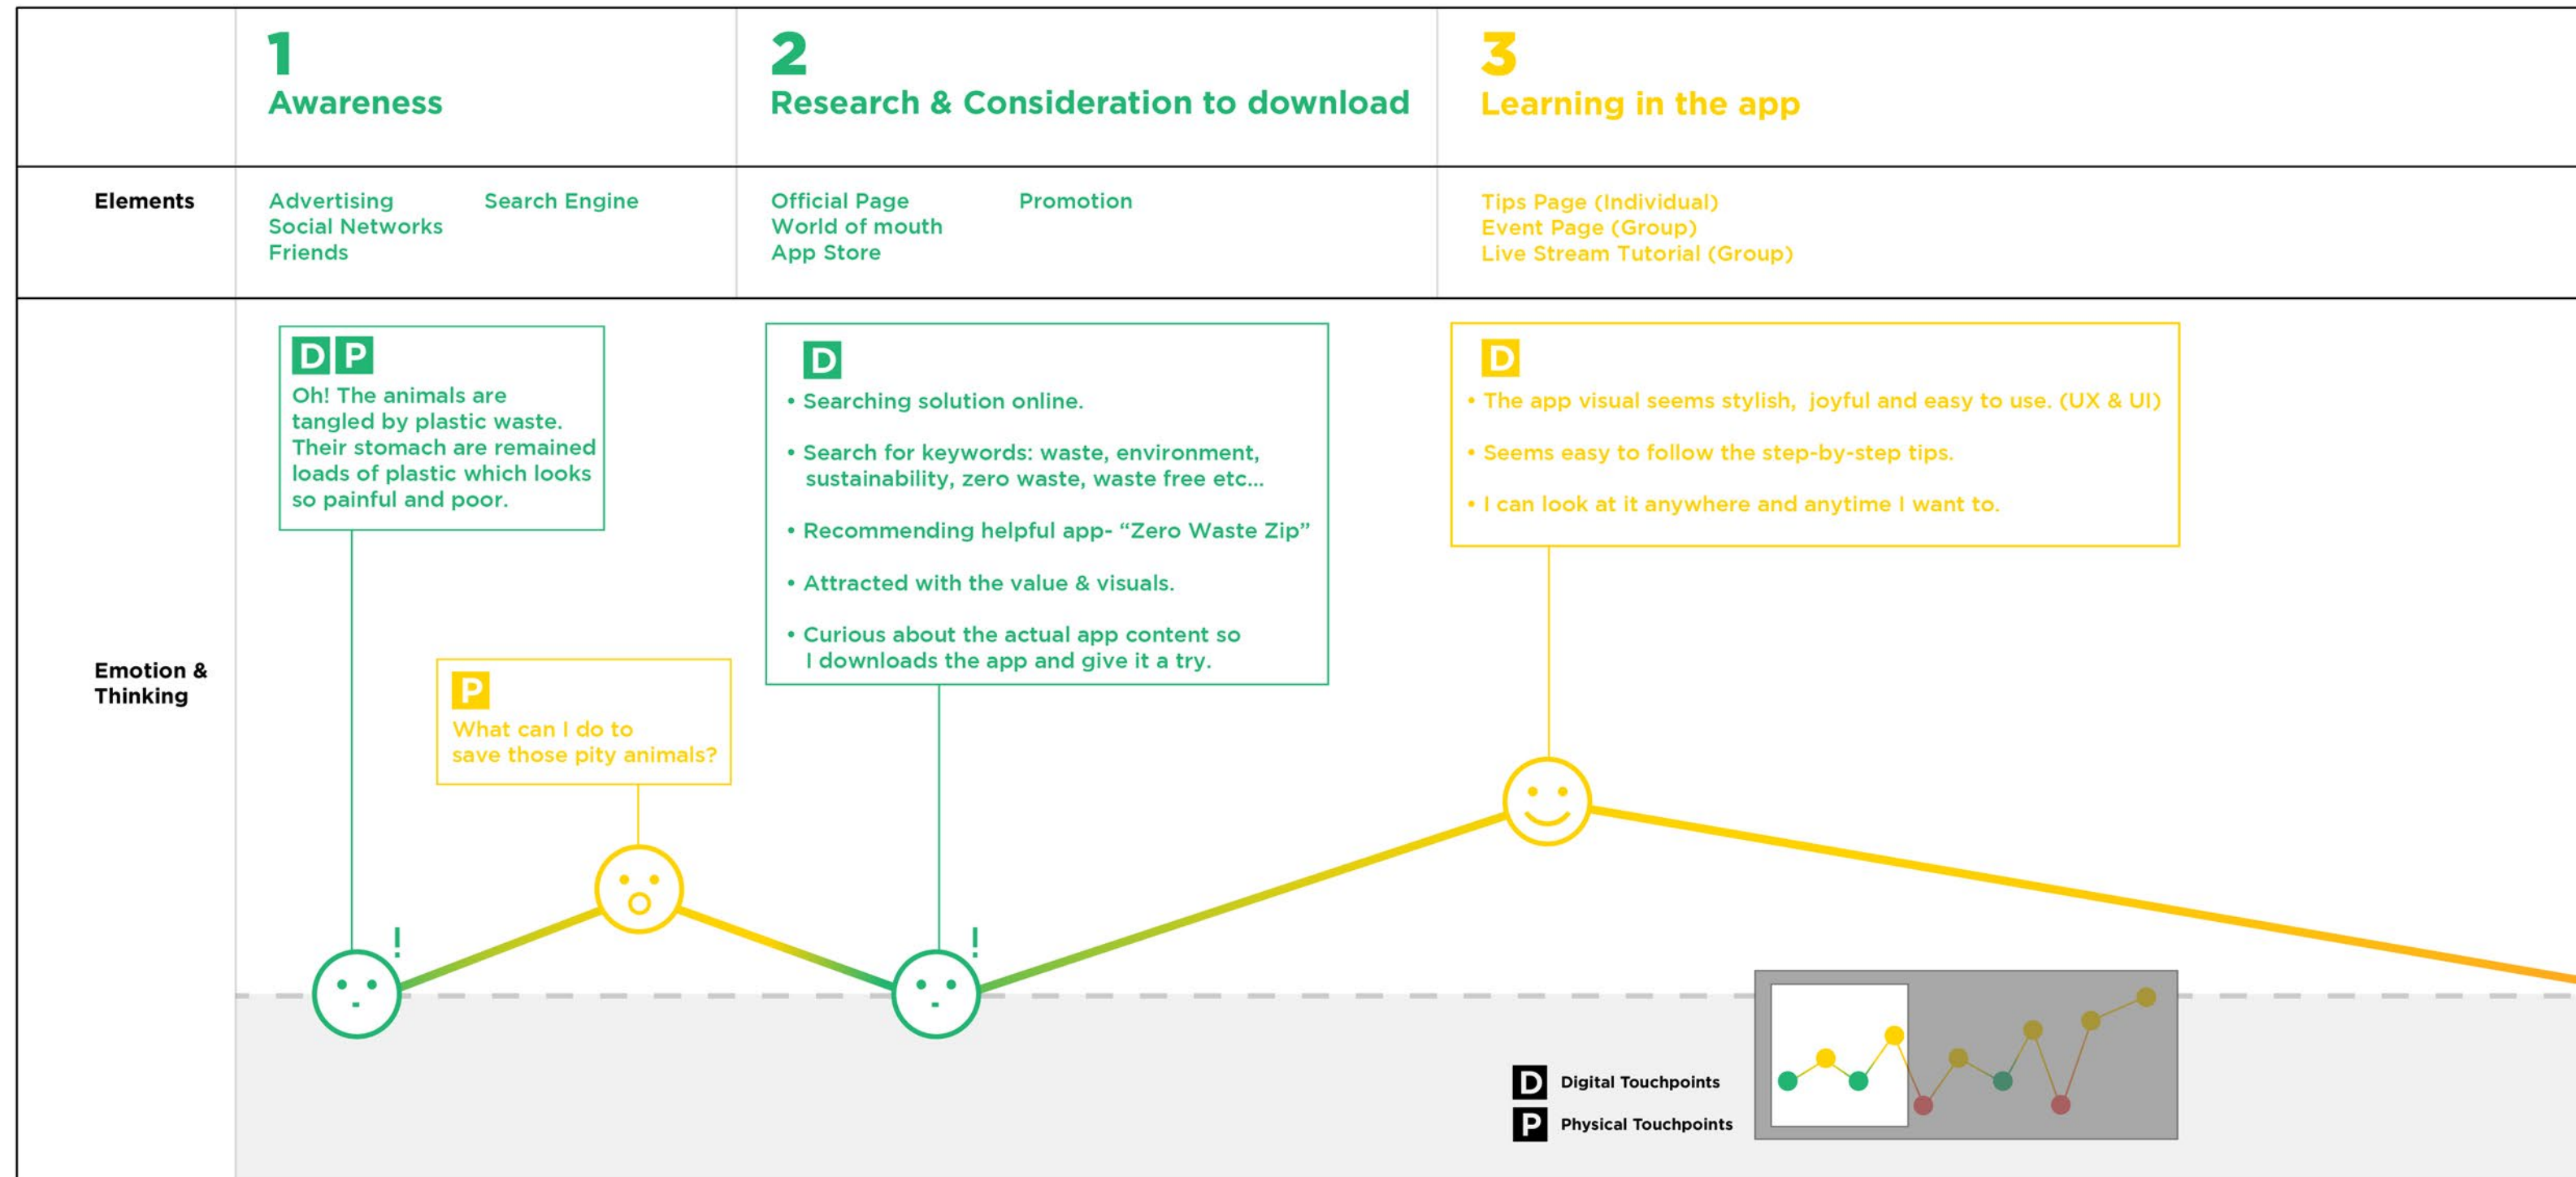 1
Awareness
2
Research & Consideration to download
3
Learning in the app
Elements
Advertising
Social Networks
Friends
Search Engine
Official Page
World of mouth
App Store
Promotion
Tips Page (Individual)
Event Page (Group)
Live Stream Tutorial (Group)
Emotion &
Thinking
D P
Oh! The animals are
tangled by plastic waste.
Their stomach are remained
loads of plastic which looks
so painful and poor.
P
What can I do to
save those pity animals?
D
• Searching solution online.
• Search for keywords: waste, environment,
sustainability, zero waste, waste free etc...
• Recommending helpful app- “Zero Waste Zip”
• Attracted with the value & visuals.
• Curious about the actual app content so
I downloads the app and give it a try.
D
• The app visual seems stylish, joyful and easy to use. (UX & UI)
• Seems easy to follow the step-by-step tips.
• I can look at it anywhere and anytime I want to.
!
!
D Digital Touchpoints
P Physical Touchpoints